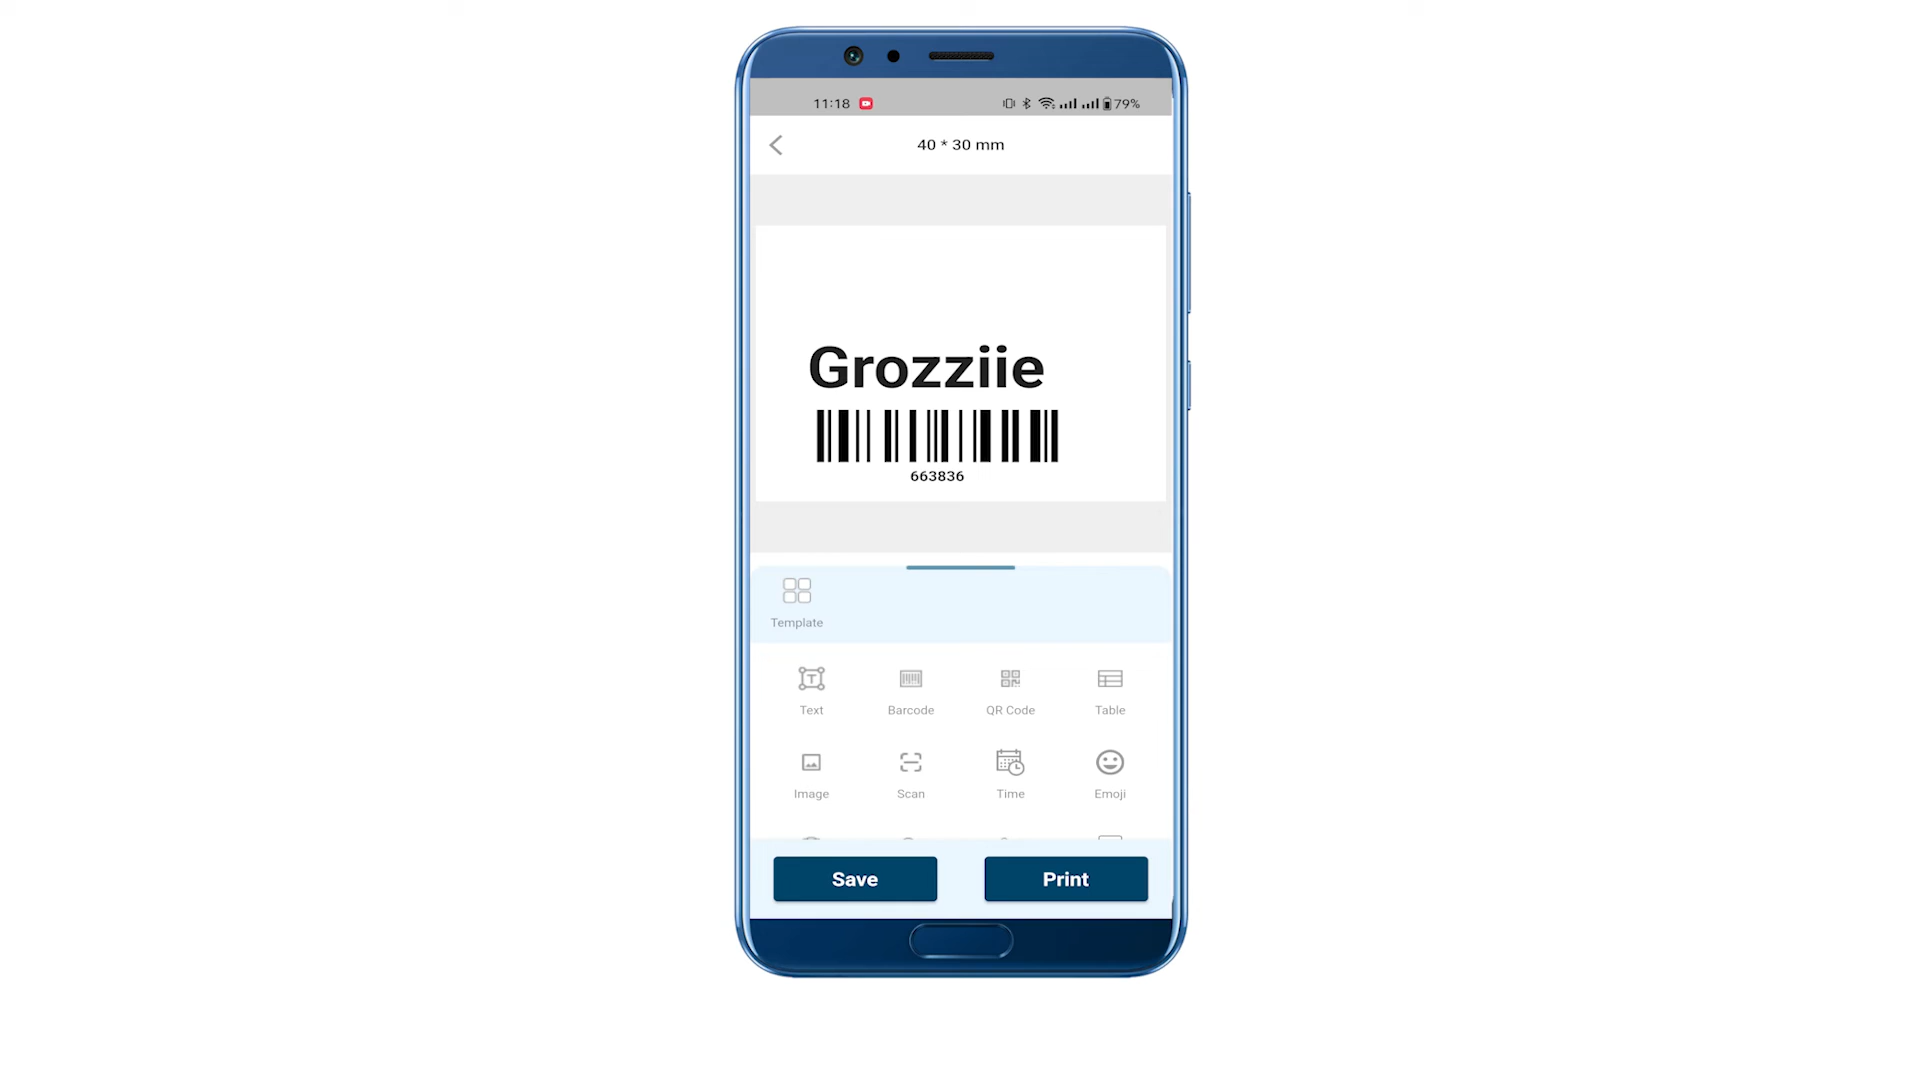 11:18 79%
40 * 30 mm
Grozziie
663836
Template
Text Barcode QR Code Table
Image Scan Time Emoji
Save Print